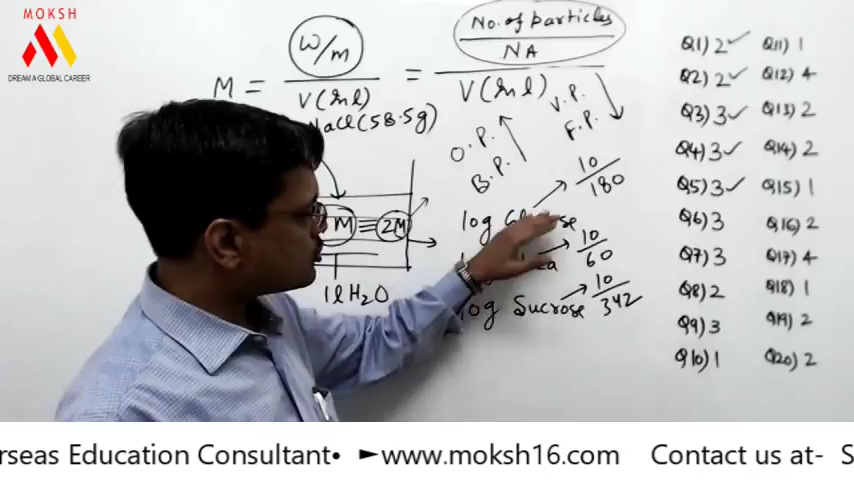 MOKSH
DREAM A GLOBAL CAREER
M = W/m / V(in l) = No. of particles / NA / V(in l)
NaCl (58.5g)
O.P.
B.P.
V.P.
F.P.
M ≡ 2M
1l H2O
10g → 10/180
→ 10/60
10g Sucrose → 10/342
Q1) 2 ✓
Q2) 2 ✓
Q3) 3 ✓
Q4) 3 ✓
Q5) 3 ✓
Q6) 3
Q7) 3
Q8) 2
Q9) 3
Q10) 1
Q11) 1
Q12) 4
Q13) 2
Q14) 2
Q15) 1
Q16) 2
Q17) 4
Q18) 1
Q19) 2
Q20) 2
rseas Education Consultant• ►www.moksh16.com Contact us at- S